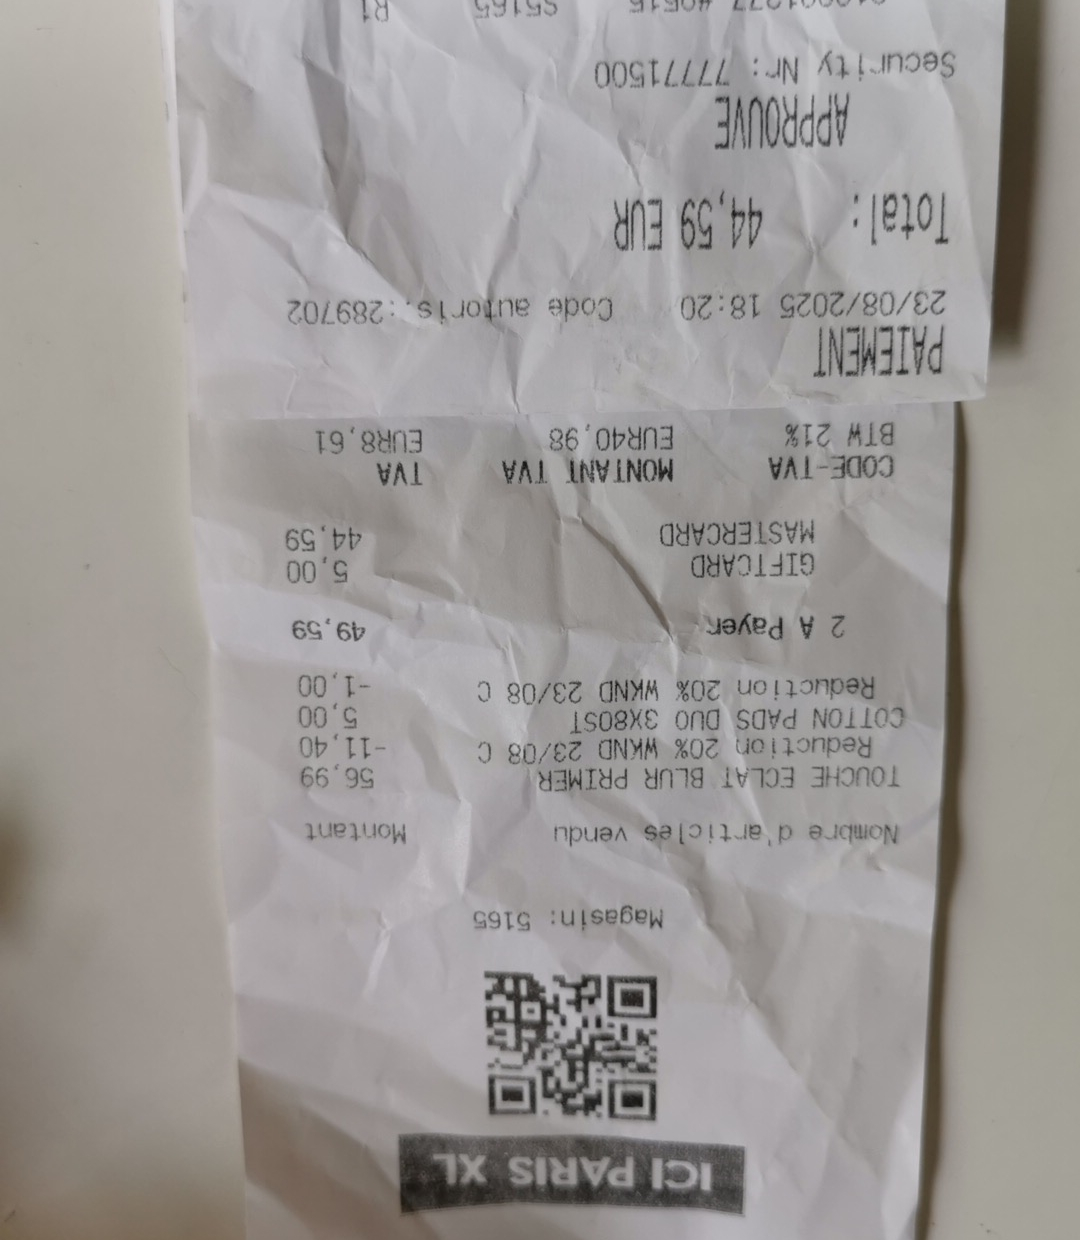 ICI PARIS XL
Magasin: 5165
Nombre d'articles vendu Montant
TOUCHE ECLAT BLUR PRIMER 56,99
Reduction 20% WKND 23/08 C -11,40
COTTON PADS DUO 3X80ST 5,00
Reduction 20% WKND 23/08 C -1,00
2 A Payer 49,59
GIFTCARD 5,00
MASTERCARD 44,59
CODE-TVA MONTANT TVA TVA
BTW 21% EUR40,98 EUR8,61
PAIEMENT
23/08/2025 18:20 Code autoris.:289702
Total: 44,59 EUR
APPROUVE
Security Nr: 77771500
S5165 R1